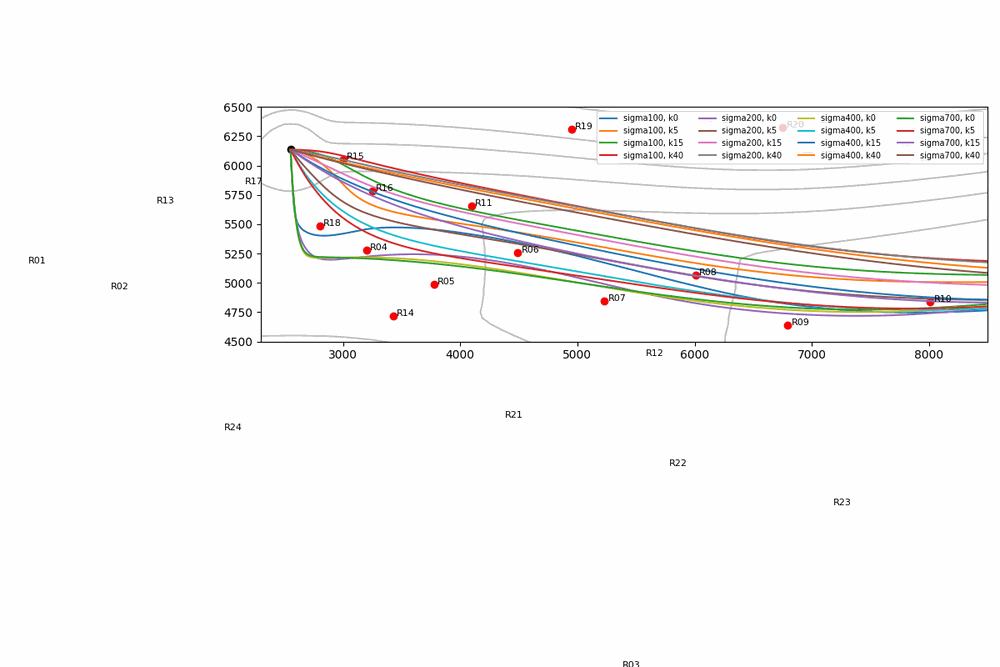 6500
6250
6000
5750
5500
5250
5000
4750
4500
3000 4000 5000 6000 7000 8000
sigma100, k0 sigma200, k0 sigma400, k0 sigma700, k0
sigma100, k5 sigma200, k5 sigma400, k5 sigma700, k5
sigma100, k15 sigma200, k15 sigma400, k15 sigma700, k15
sigma100, k40 sigma200, k40 sigma400, k40 sigma700, k40
R19
R20
R15
R17
R16
R13
R11
R18
R04
R06
R01
R08
R02
R05
R07
R10
R14
R09
R12
R21
R24
R22
R23
R03